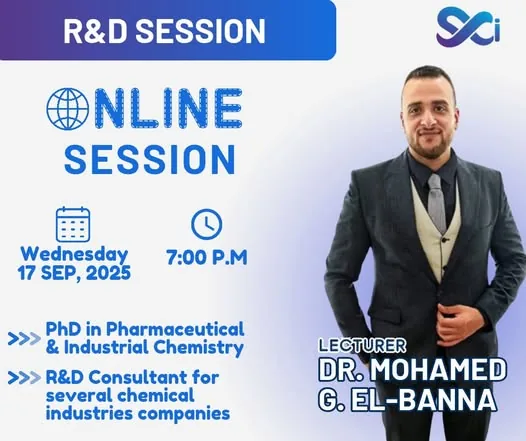 R&D SESSION
SXCi
ONLINE
SESSION
Wednesday
17 SEP, 2025
7:00 P.M
>>> PhD in Pharmaceutical
& Industrial Chemistry
>>> R&D Consultant for
several chemical
industries companies
LECTURER
DR. MOHAMED
G. EL-BANNA